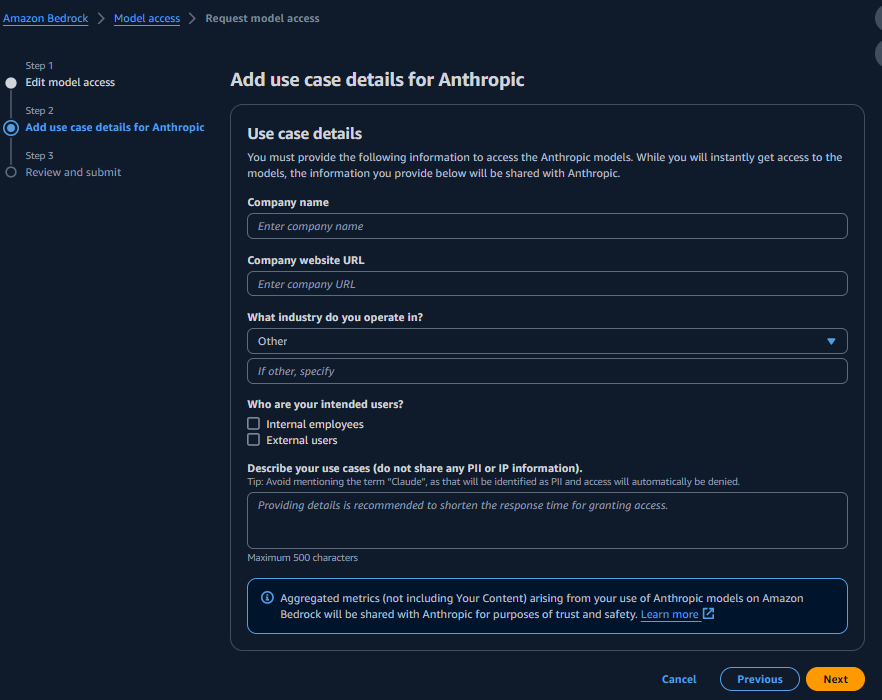 Amazon Bedrock > Model access > Request model access
Step 1
Edit model access
Step 2
Add use case details for Anthropic
Step 3
Review and submit
Add use case details for Anthropic
Use case details
You must provide the following information to access the Anthropic models. While you will instantly get access to the
models, the information you provide below will be shared with Anthropic.
Company name
Enter company name
Company website URL
Enter company URL
What industry do you operate in?
Other
If other, specify
Who are your intended users?
Internal employees
External users
Describe your use cases (do not share any PII or IP information).
Tip: Avoid mentioning the term “Claude”, as that will be identified as PII and access will automatically be denied.
Providing details is recommended to shorten the response time for granting access.
Maximum 500 characters
Aggregated metrics (not including Your Content) arising from your use of Anthropic models on Amazon
Bedrock will be shared with Anthropic for purposes of trust and safety. Learn more
Cancel
Previous
Next